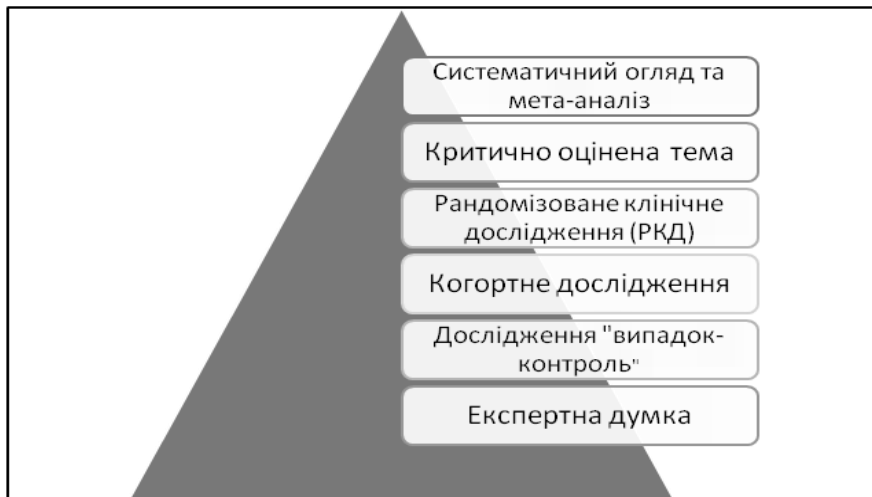 Систематичний огляд та
мета-аналіз
Критично оцінена тема
Рандомізоване клінічне
дослідження (РКД)
Когортне дослідження
Дослідження "випадок-
контроль"
Експертна думка